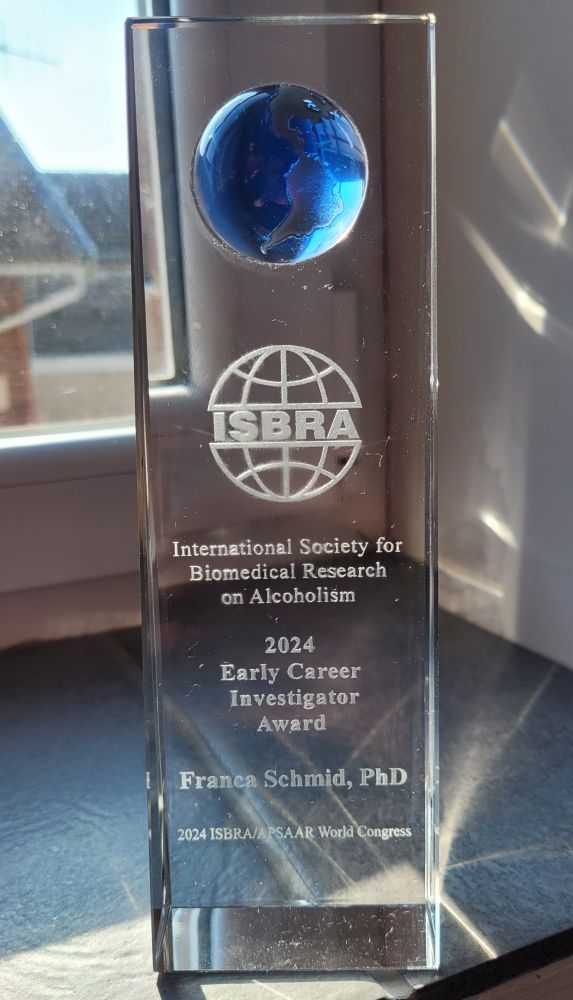 ISBRA
International Society for
Biomedical Research
on Alcoholism
2024
Early Career
Investigator
Award
Franca Schmid, PhD
2024 ISBRA/APSAAR World Congress